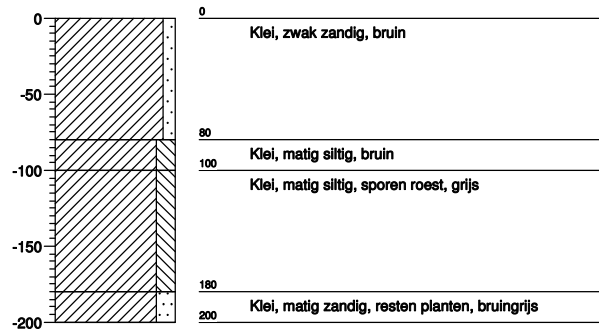 0
0
Klei, zwak zandig, bruin
-50
80
Klei, matig siltig, bruin
-100
100
Klei, matig siltig, sporen roest, grijs
-150
180
Klei, matig zandig, resten planten, bruingrijs
-200
200